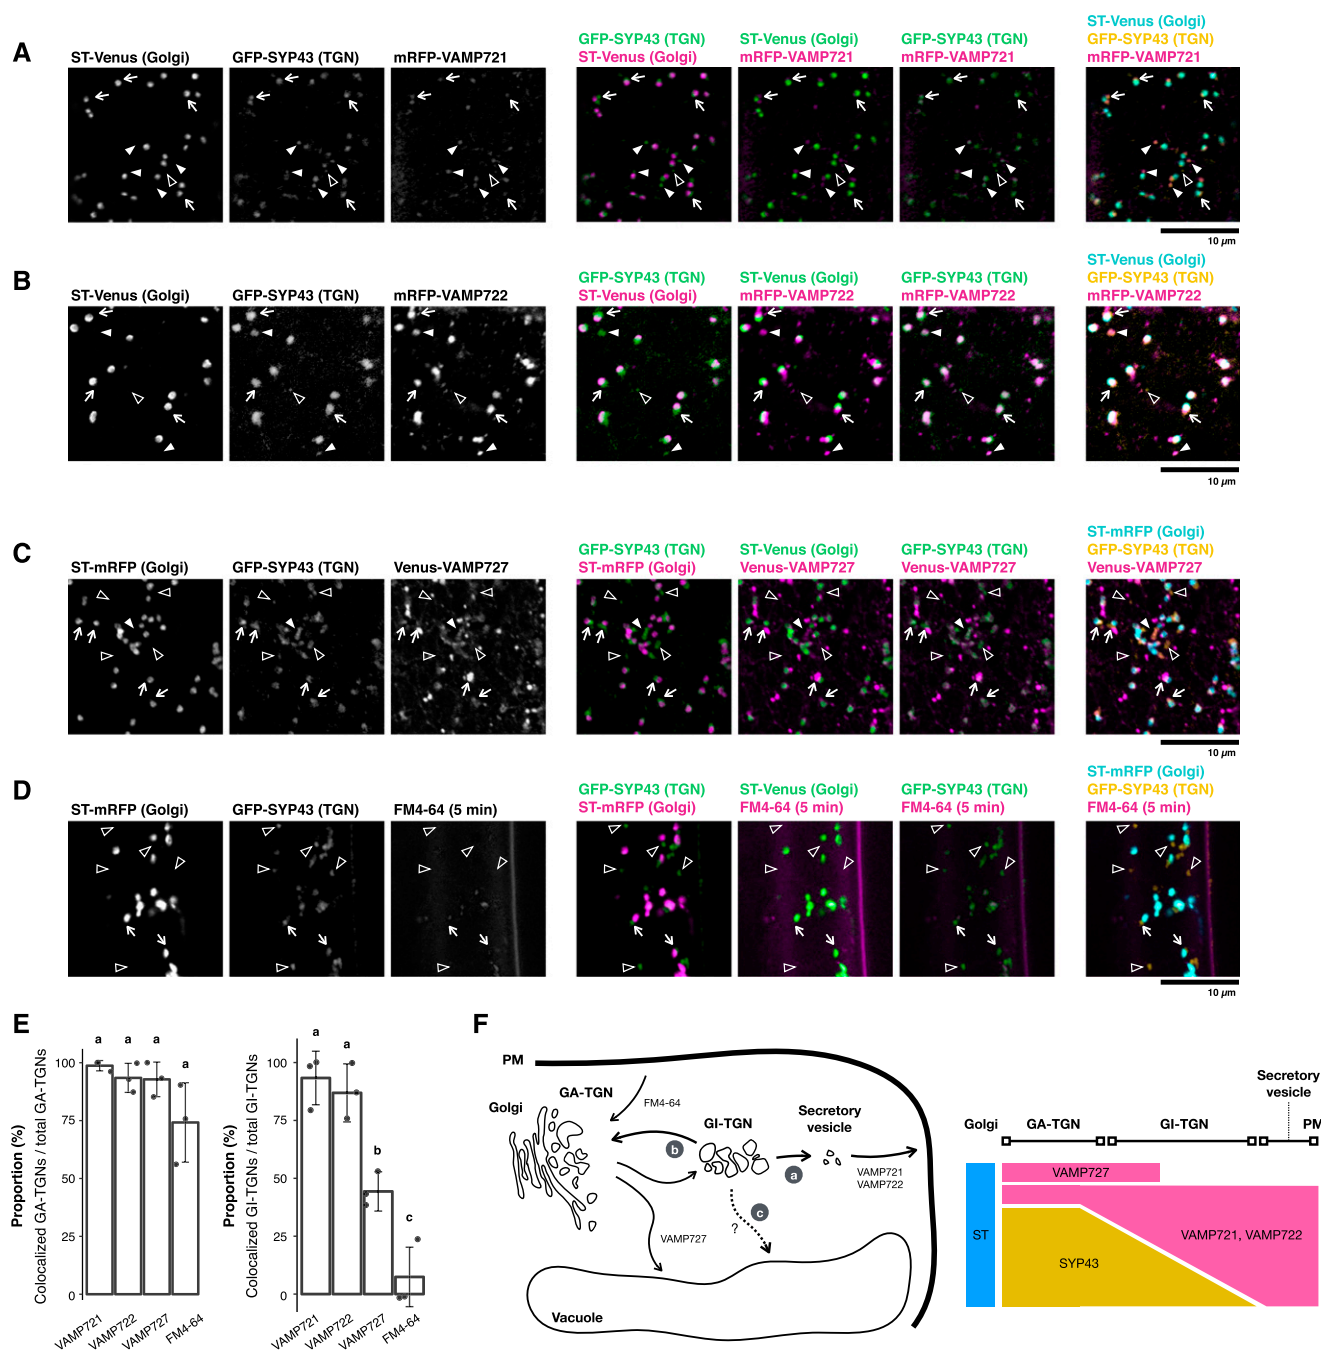 A
ST-Venus (Golgi)
GFP-SYP43 (TGN)
mRFP-VAMP721
GFP-SYP43 (TGN)
ST-Venus (Golgi)
ST-Venus (Golgi)
mRFP-VAMP721
GFP-SYP43 (TGN)
mRFP-VAMP721
ST-Venus (Golgi)
GFP-SYP43 (TGN)
mRFP-VAMP721
10 µm
B
ST-Venus (Golgi)
GFP-SYP43 (TGN)
mRFP-VAMP722
GFP-SYP43 (TGN)
ST-Venus (Golgi)
ST-Venus (Golgi)
mRFP-VAMP722
GFP-SYP43 (TGN)
mRFP-VAMP722
ST-Venus (Golgi)
GFP-SYP43 (TGN)
mRFP-VAMP722
10 µm
C
ST-mRFP (Golgi)
GFP-SYP43 (TGN)
Venus-VAMP727
GFP-SYP43 (TGN)
ST-mRFP (Golgi)
ST-Venus (Golgi)
Venus-VAMP727
GFP-SYP43 (TGN)
Venus-VAMP727
ST-mRFP (Golgi)
GFP-SYP43 (TGN)
Venus-VAMP727
10 µm
D
ST-mRFP (Golgi)
GFP-SYP43 (TGN)
FM4-64 (5 min)
GFP-SYP43 (TGN)
ST-mRFP (Golgi)
ST-Venus (Golgi)
FM4-64 (5 min)
GFP-SYP43 (TGN)
FM4-64 (5 min)
ST-mRFP (Golgi)
GFP-SYP43 (TGN)
FM4-64 (5 min)
10 µm
E
Proportion (%)
Colocalized GA-TGNs / total GA-TGNs
100
75
50
25
0
a
a
a
a
VAMP721
VAMP722
VAMP727
FM4-64
Proportion (%)
Colocalized GI-TGNs / total GI-TGNs
100
75
50
25
0
a
a
b
c
VAMP721
VAMP722
VAMP727
FM4-64
F
PM
Golgi
GA-TGN
FM4-64
GI-TGN
Secretory
vesicle
b
a
VAMP721
VAMP722
c
?
VAMP727
Vacuole
Secretory
vesicle
Golgi
GA-TGN
GI-TGN
PM
VAMP727
ST
VAMP721, VAMP722
SYP43